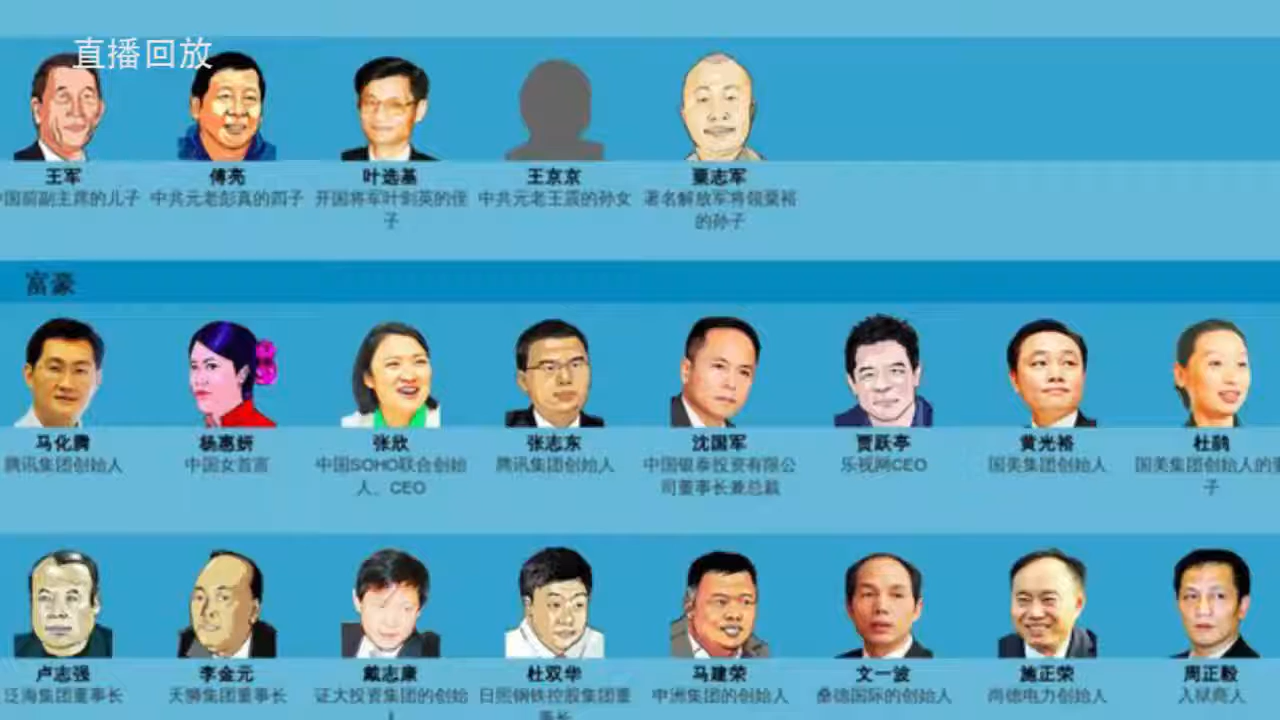 直播回放
王军
中国前副主席的儿子
傅亮
中共元老彭真的四子
叶选基
开国将军叶剑英的侄
子
王京京
中共元老王震的孙女
粟志军
著名解放军将领粟裕
的孙子
富豪
马化腾
腾讯集团创始人
杨惠妍
中国女首富
张欣
中国SOHO联合创始
人、CEO
张志东
腾讯集团创始人
沈国军
中国银泰投资有限公
司董事长兼总裁
贾跃亭
乐视网CEO
黄光裕
国美集团创始人
杜鹃
国美集团创始人的妻
子
卢志强
泛海集团董事长
李金元
天狮集团董事长
戴志康
证大投资集团的创始
人
杜双华
日照钢铁控股集团董
事长
马建荣
申洲集团的创始人
文一波
桑德国际的创始人
施正荣
尚德电力创始人
周正毅
入狱商人